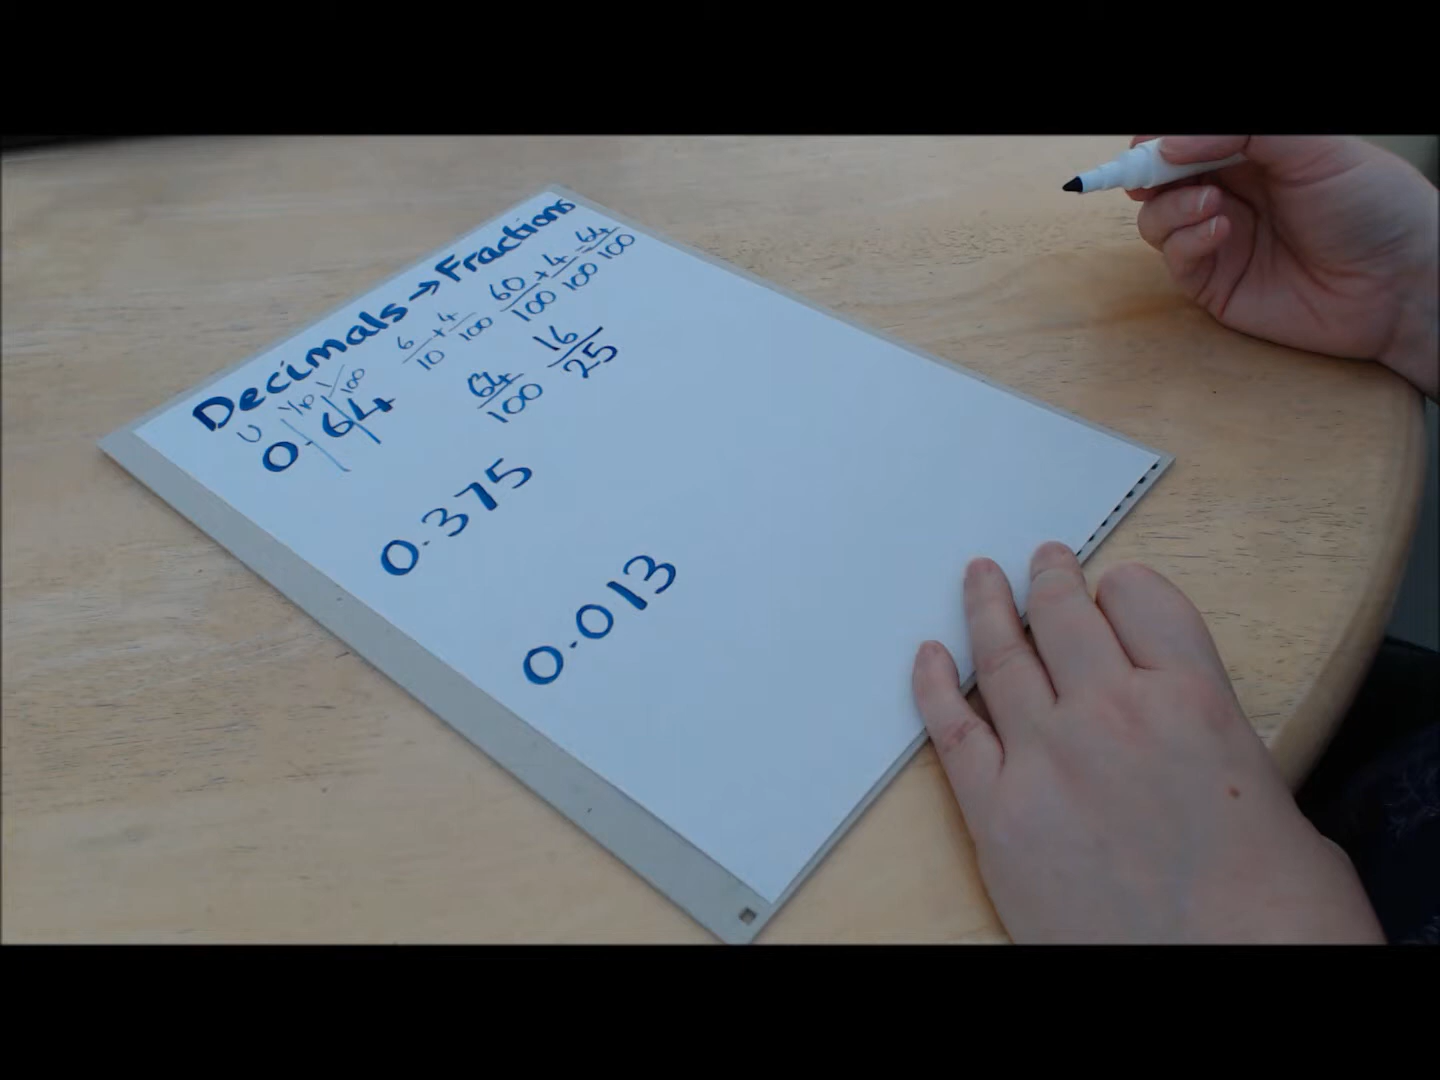 Decimals → Fractions
U 1/10 1/100
0.64
6/10 + 4/100 60/100 + 4/100 = 64/100
64/100 16/25
0.375
0.013